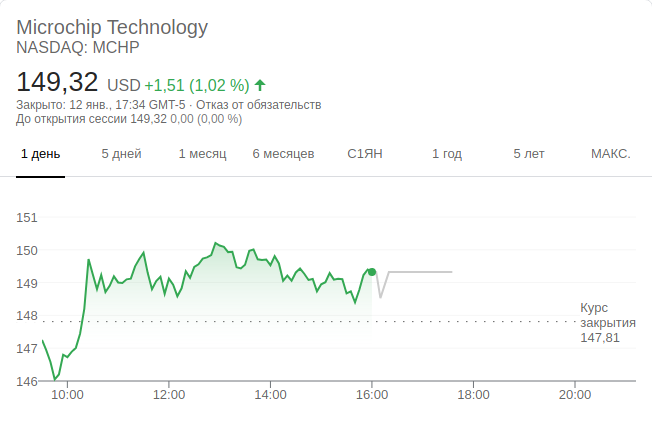 Microchip Technology
NASDAQ: MCHP
149,32 USD +1,51 (1,02 %)
Закрыто: 12 янв., 17:34 GMT-5 · Отказ от обязательств
До открытия сессии 149,32 0,00 (0,00 %)
1 день 5 дней 1 месяц 6 месяцев С1ЯН 1 год 5 лет МАКС.
151
150
149
148
147
146
Курс
закрытия
147,81
10:00 12:00 14:00 16:00 18:00 20:00